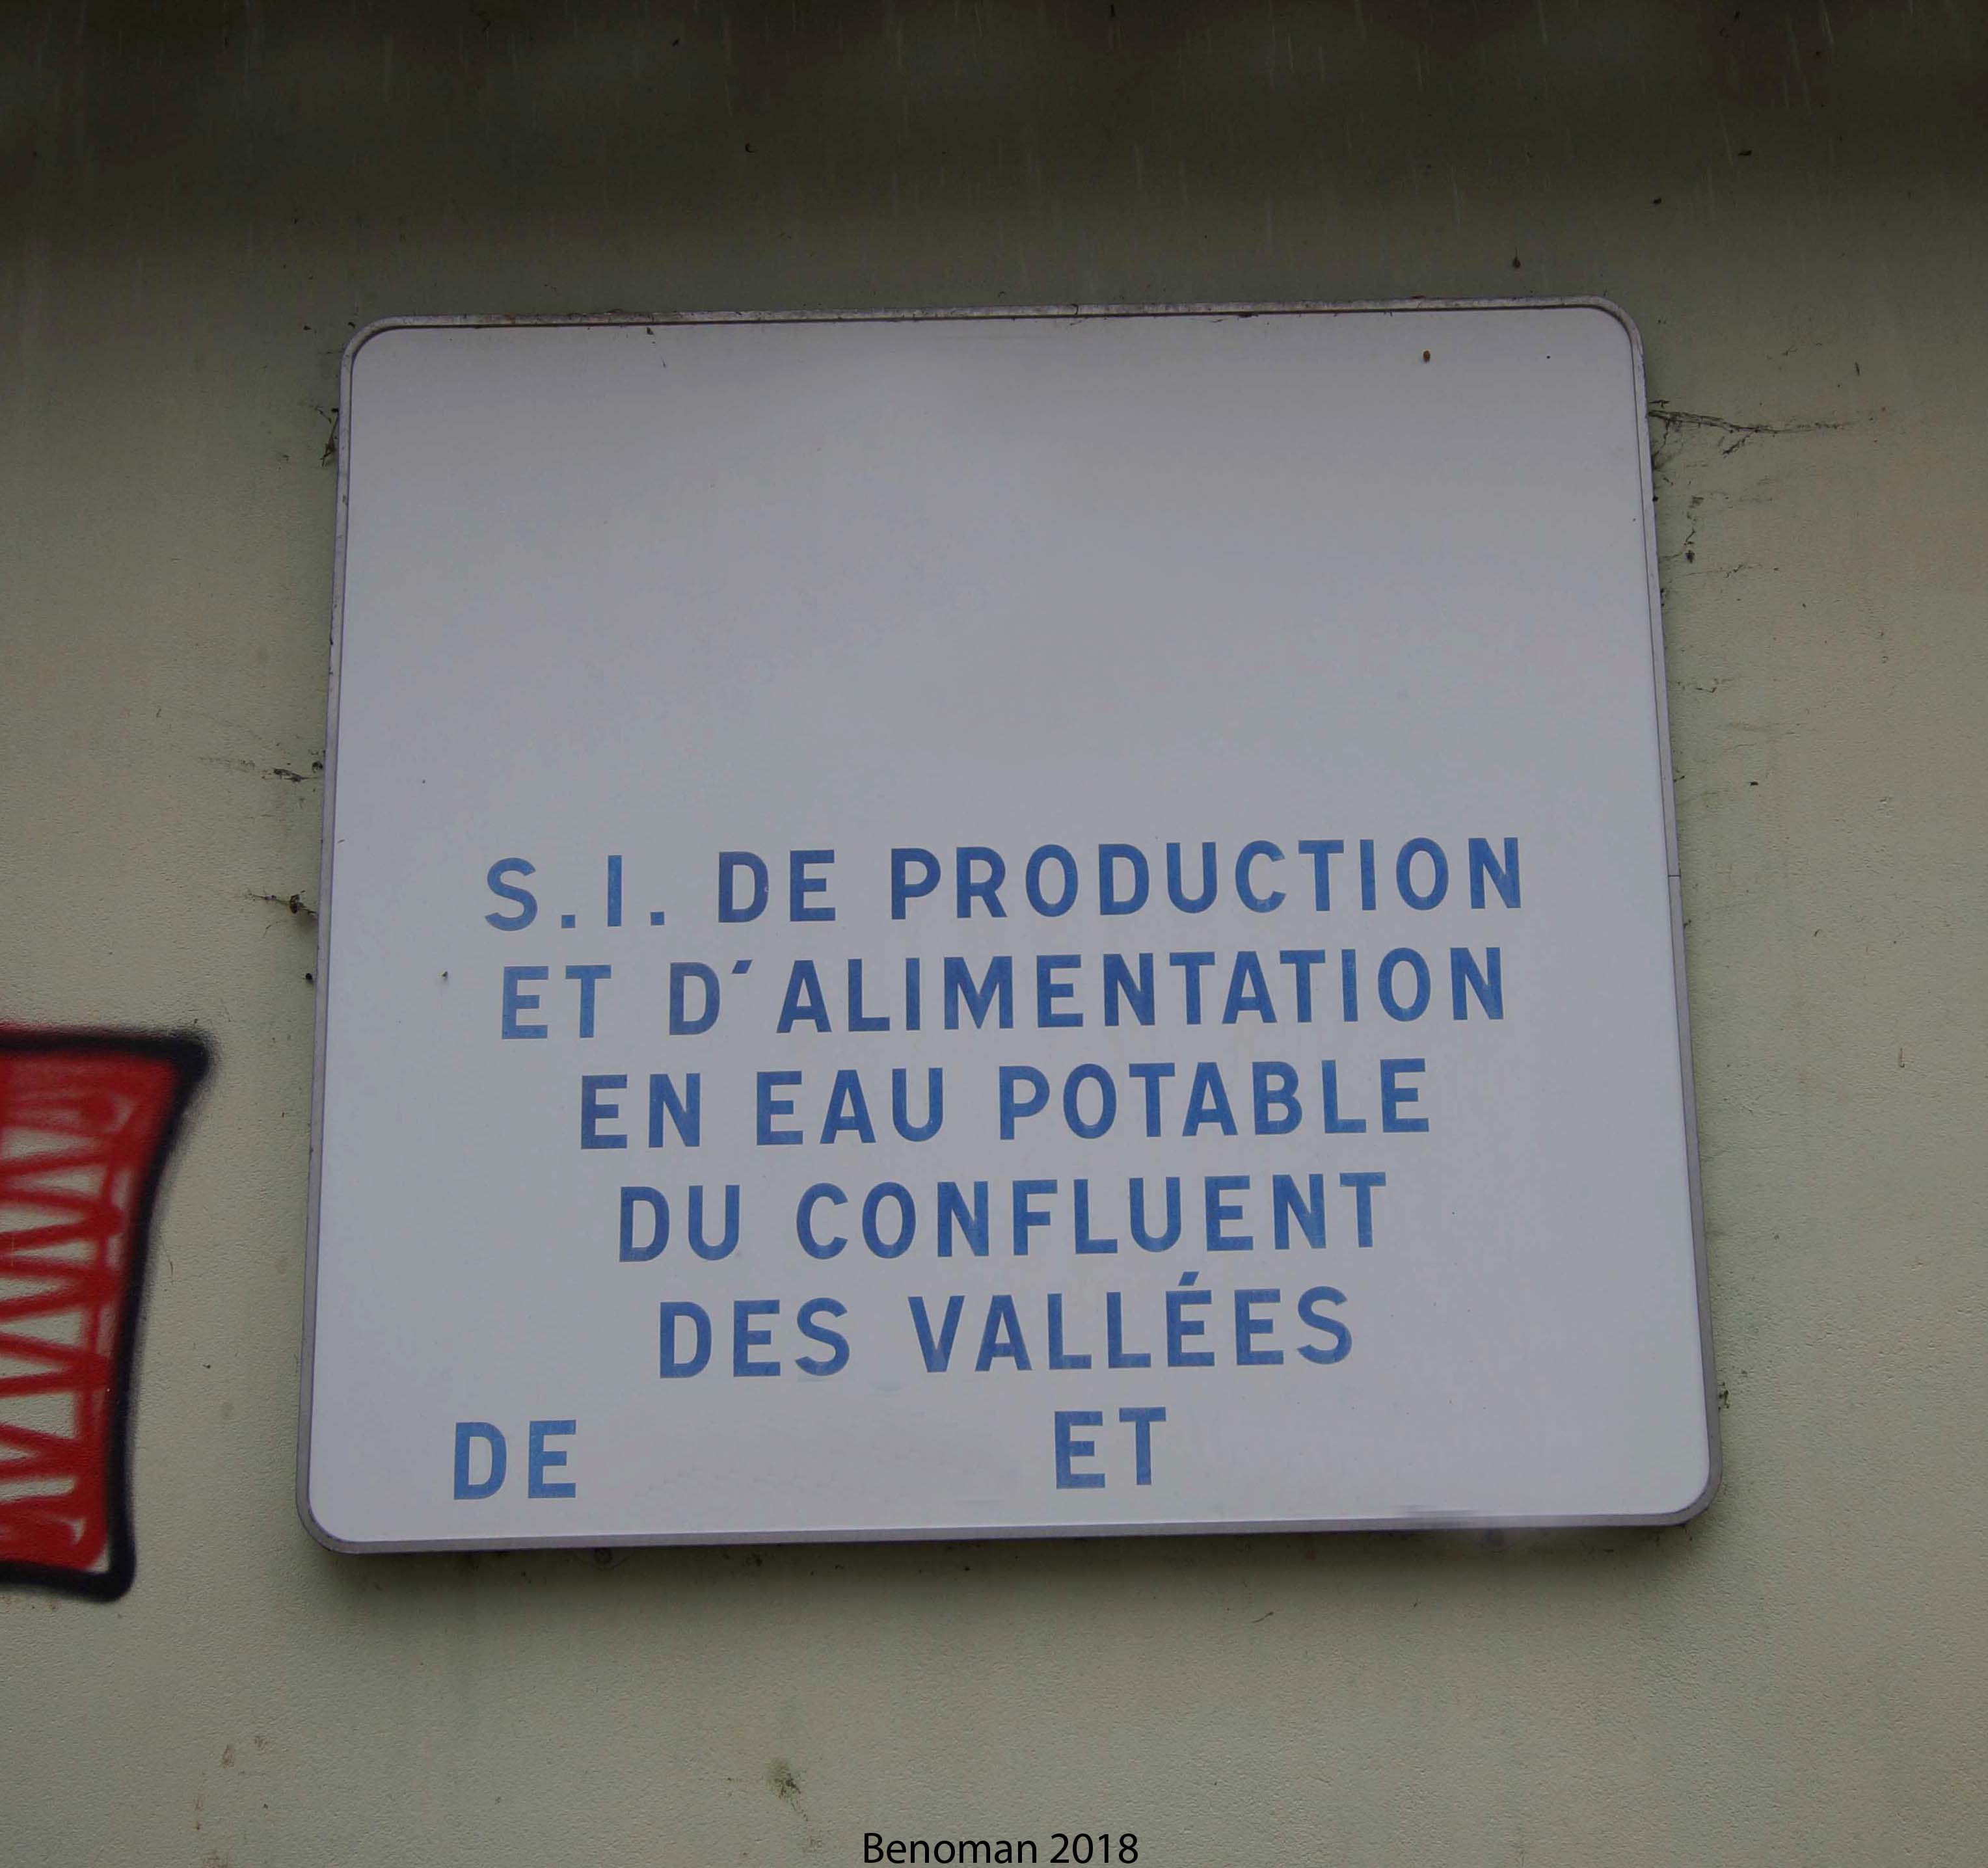 S.I. DE PRODUCTION
ET D'ALIMENTATION
EN EAU POTABLE
DU CONFLUENT
DES VALLÉES
DE ET
Benoman 2018